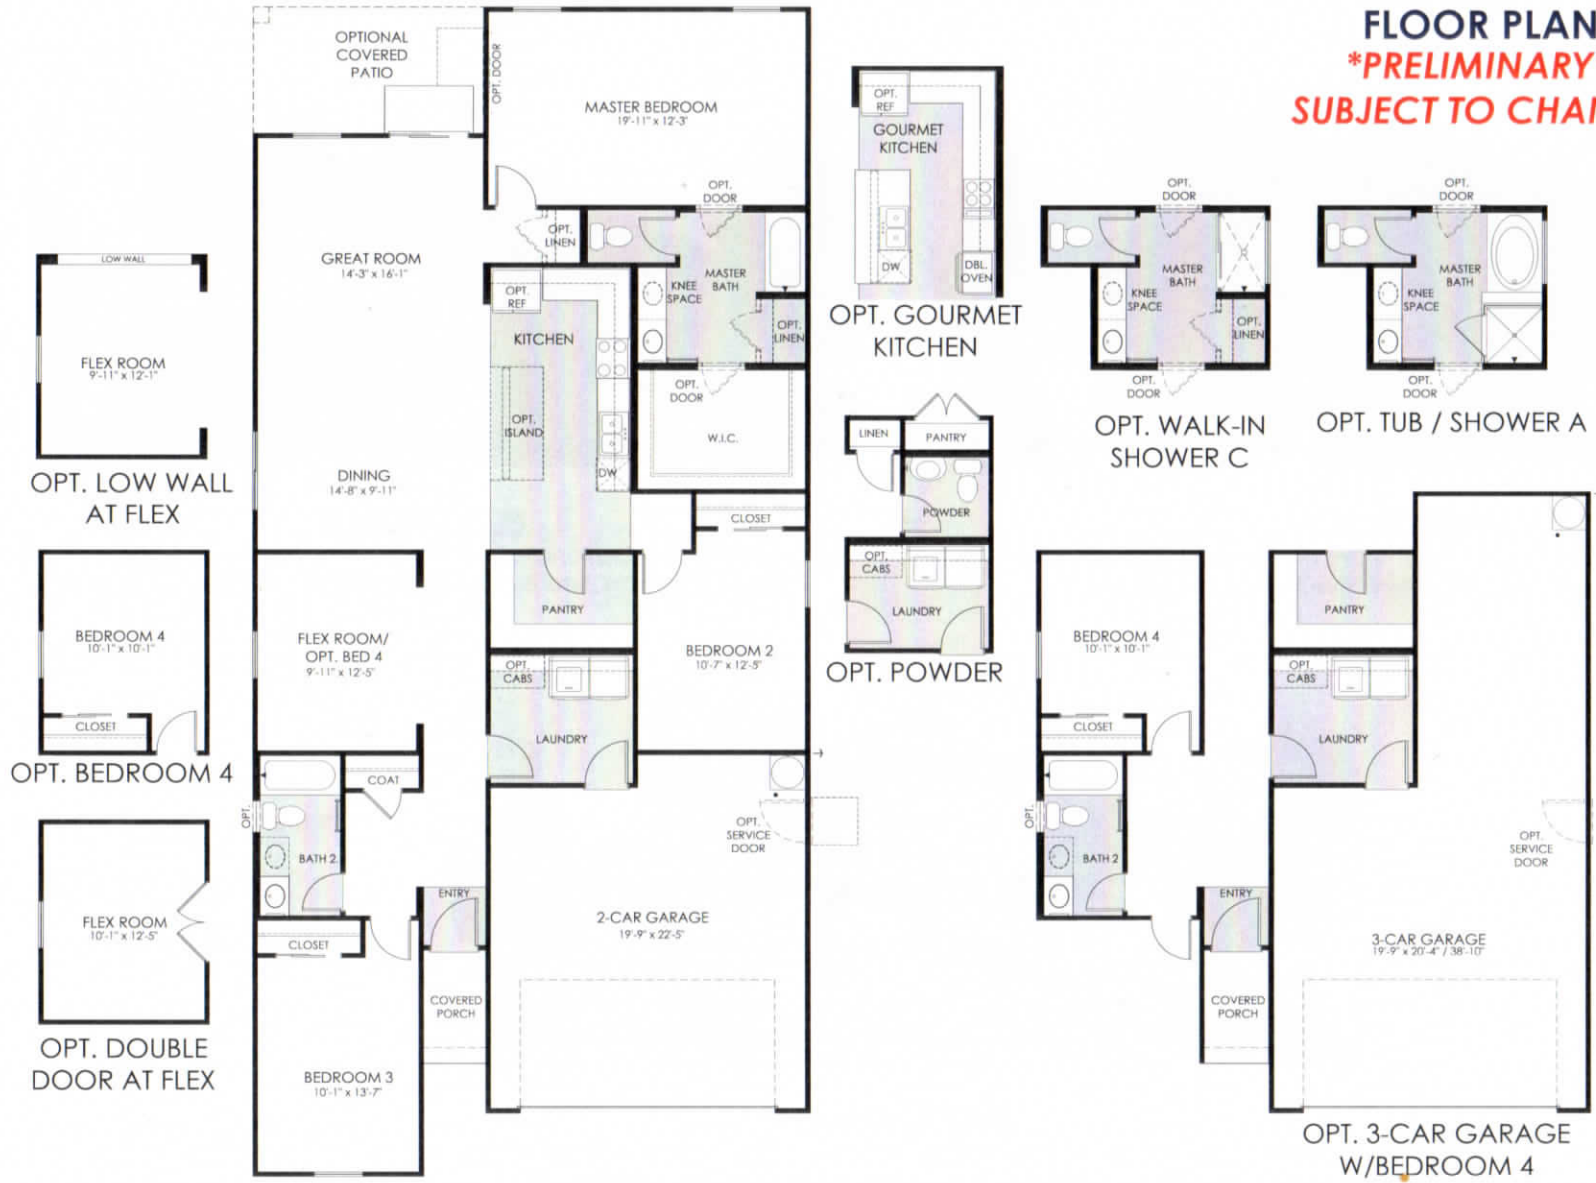 FLOOR PLAN
*PRELIMINARY
SUBJECT TO CHA
OPTIONAL
COVERED
PATIO
OPT. DOOR
MASTER BEDROOM
19'-11" x 12'-3"
OPT.
DOOR
GREAT ROOM
14'-3" x 16'-1"
OPT.
LINEN
MASTER
BATH
KNEE
SPACE
OPT.
LINEN
OPT.
REF
KITCHEN
OPT.
ISLAND
DW
OPT.
DOOR
W.I.C.
DINING
14'-8" x 9'-11"
CLOSET
PANTRY
FLEX ROOM/
OPT. BED 4
9'-11" x 12'-5"
BEDROOM 2
10'-7" x 12'-5"
OPT.
CABS
LAUNDRY
COAT
OPT.
BATH 2
ENTRY
OPT.
SERVICE
DOOR
2-CAR GARAGE
19'-9" x 22'-5"
CLOSET
COVERED
PORCH
BEDROOM 3
10'-1" x 13'-7"
LOW WALL
FLEX ROOM
9'-11" x 12'-1"
OPT. LOW WALL
AT FLEX
BEDROOM 4
10'-1" x 10'-1"
CLOSET
OPT. BEDROOM 4
FLEX ROOM
10'-1" x 12'-5"
OPT. DOUBLE
DOOR AT FLEX
OPT.
REF
GOURMET
KITCHEN
DW
DBL.
OVEN
OPT. GOURMET
KITCHEN
LINEN
PANTRY
POWDER
OPT.
CABS
LAUNDRY
OPT. POWDER
OPT.
DOOR
MASTER
BATH
KNEE
SPACE
OPT.
LINEN
OPT.
DOOR
OPT. WALK-IN
SHOWER C
OPT.
DOOR
MASTER
BATH
KNEE
SPACE
OPT.
DOOR
OPT. TUB / SHOWER A
BEDROOM 4
10'-1" x 10'-1"
CLOSET
PANTRY
OPT.
CABS
LAUNDRY
OPT.
BATH 2
ENTRY
OPT.
SERVICE
DOOR
3-CAR GARAGE
19'-9" x 20'-4" / 38'-10"
COVERED
PORCH
OPT. 3-CAR GARAGE
W/BEDROOM 4